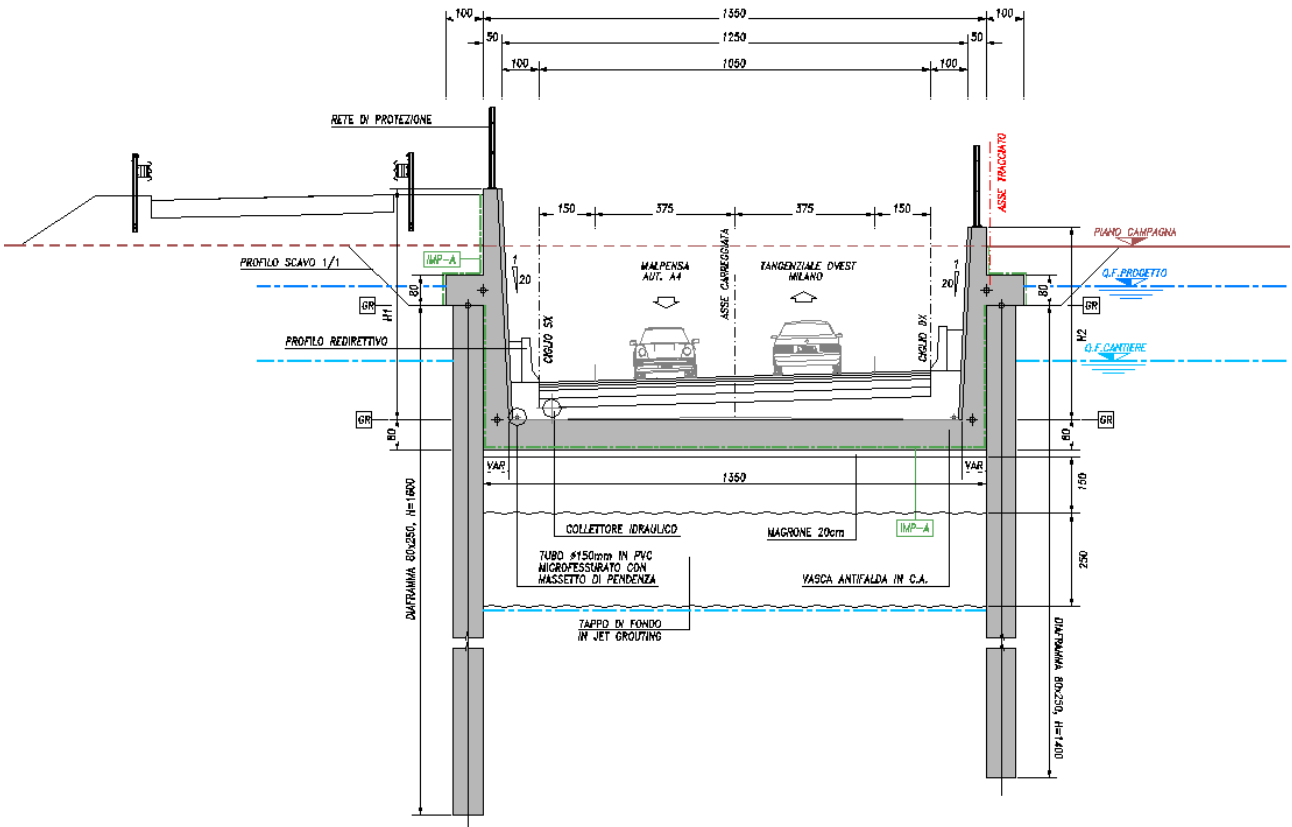 100
1350
100
50
1250
50
100
1050
100
RETE DI PROTEZIONE
ASSE TRACCIATO
150
375
375
150
PIANO CAMPAGNA
PROFILO SCAVO 1/1
IMP-A
1
20
MALPENSA
AUT. A4
ASSE CARREGGIATA
TANGENZIALE OVEST
MILANO
1
20
Q.F.PROGETTO
80
80
GR
H1
GR
H2
PROFILO REDIRETTIVO
CIGLIO SX
CIGLIO DX
Q.F.CANTIERE
GR
GR
80
80
VAR
VAR
1350
150
COLLETTORE IDRAULICO
MAGRONE 20cm
IMP-A
250
TUBO ø150mm IN PVC
MICROFESSURATO CON
MASSETTO DI PENDENZA
VASCA ANTIFALDA IN C.A.
DIAFRAMMA 80x250, H=1600
TAPPO DI FONDO
IN JET GROUTING
DIAFRAMMA 80x250, H=1400